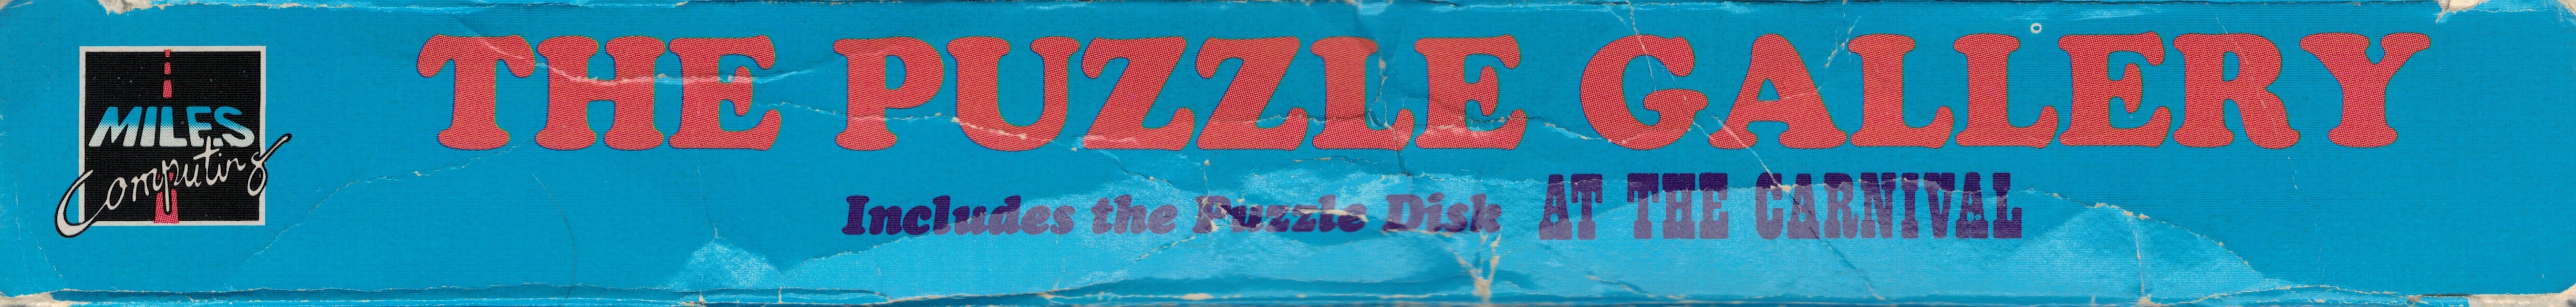 MILES
Computing
THE PUZZLE GALLERY
Includes the Puzzle Disk AT THE CARNIVAL